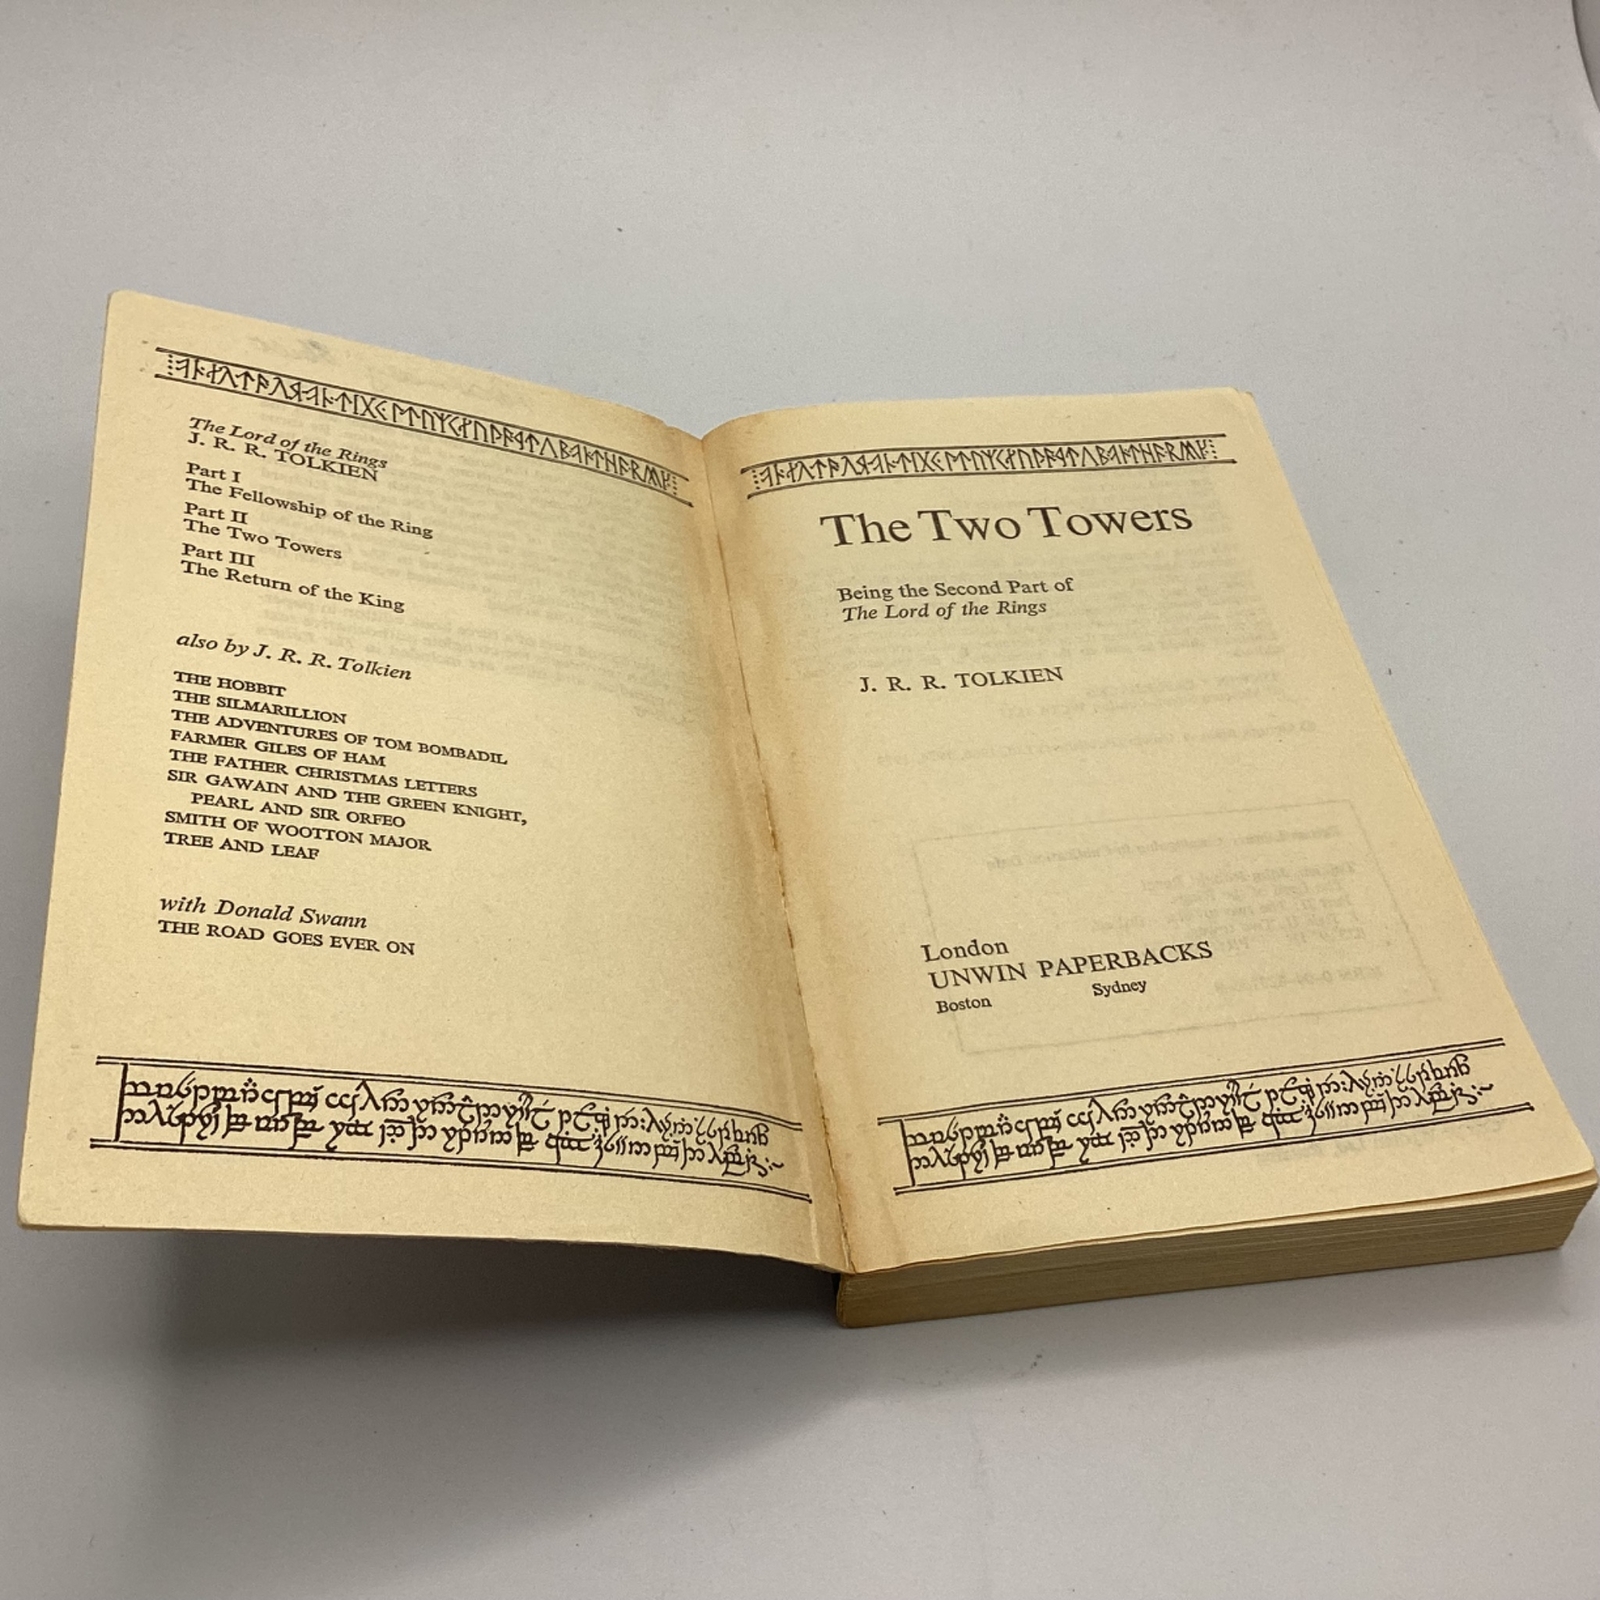 The Lord of the Rings
J. R. R. TOLKIEN
Part I
The Fellowship of the Ring
Part II
The Two Towers
Part III
The Return of the King
also by J. R. R. Tolkien
THE HOBBIT
THE SILMARILLION
THE ADVENTURES OF TOM BOMBADIL
FARMER GILES OF HAM
THE FATHER CHRISTMAS LETTERS
SIR GAWAIN AND THE GREEN KNIGHT,
PEARL AND SIR ORFEO
SMITH OF WOOTTON MAJOR
TREE AND LEAF
with Donald Swann
THE ROAD GOES EVER ON
The Two Towers
Being the Second Part of
The Lord of the Rings
J. R. R. TOLKIEN
London
UNWIN PAPERBACKS
Boston Sydney